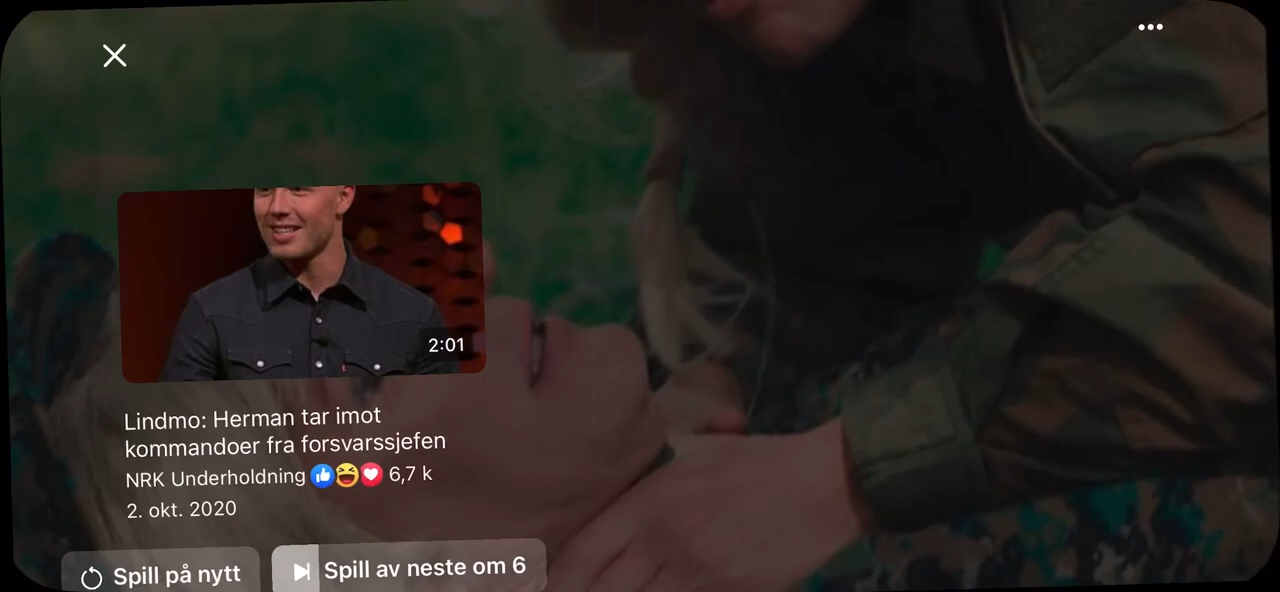 2:01
Lindmo: Herman tar imot
kommandoer fra forsvarssjefen
NRK Underholdning 👍😆❤️ 6,7 k
2. okt. 2020
Spill på nytt
Spill av neste om 6